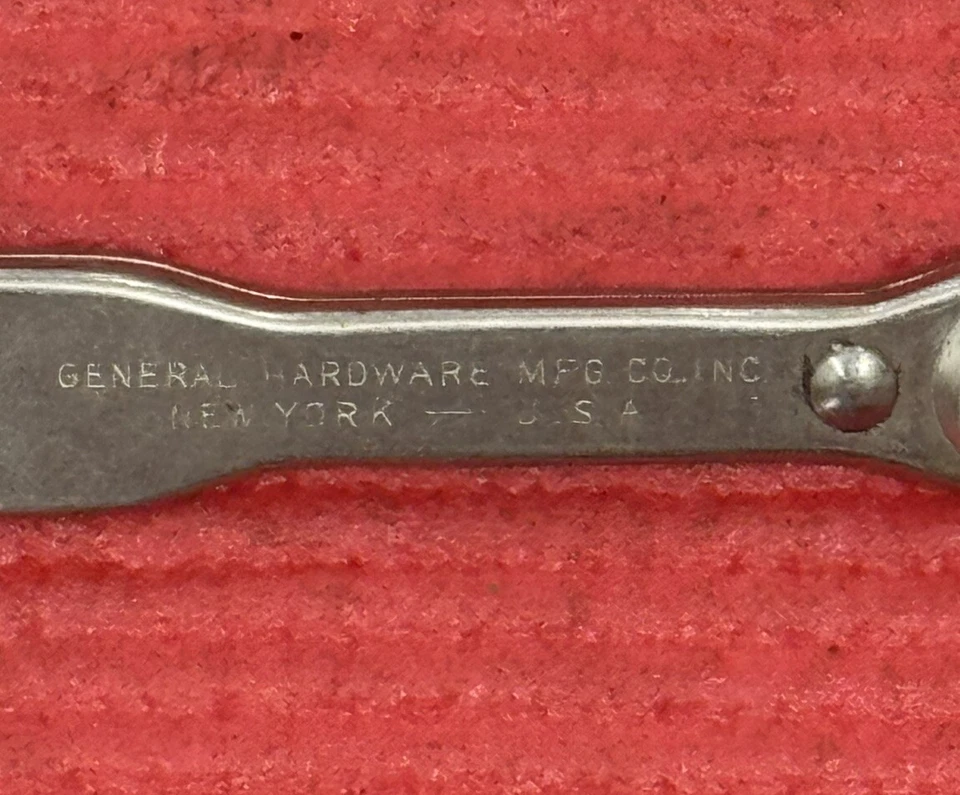 GENERAL HARDWARE MFG. CO., INC.
NEW YORK — U.S.A.